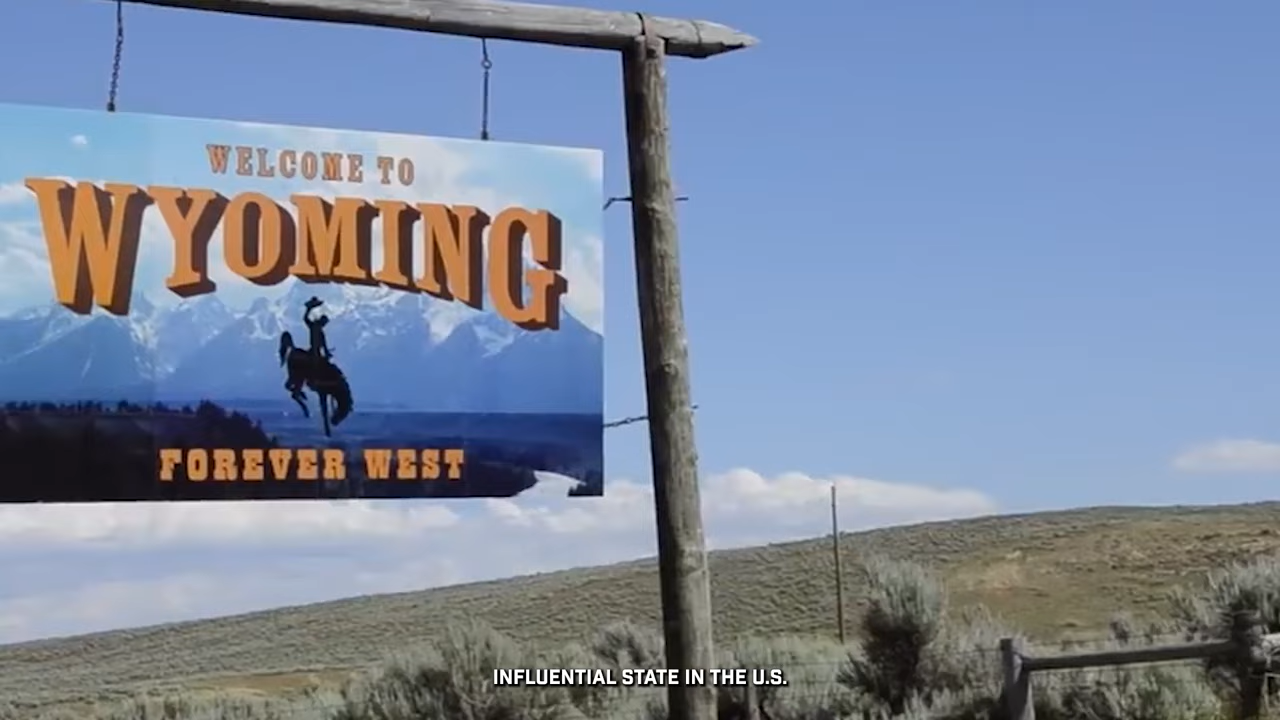 WELCOME TO
WYOMING
FOREVER WEST
INFLUENTIAL STATE IN THE U.S.